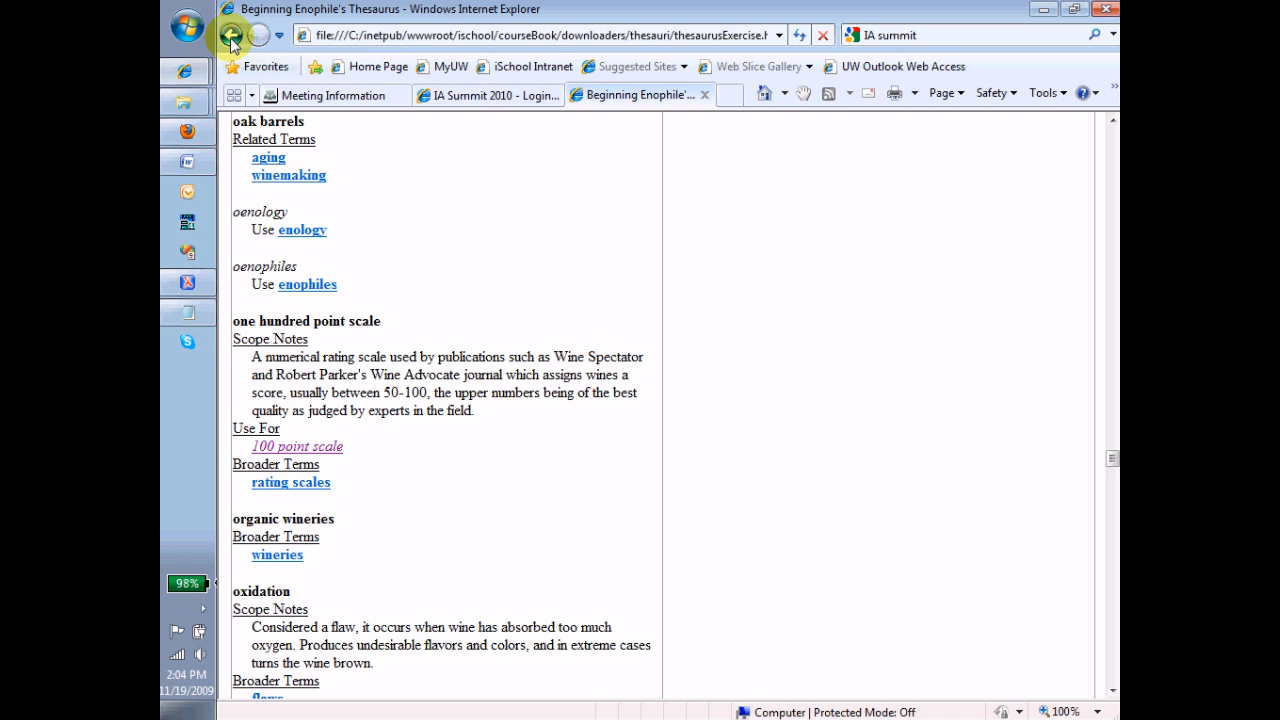 Beginning Enophile's Thesaurus - Windows Internet Explorer
file:///C:/inetpub/wwwroot/ischool/courseBook/downloaders/thesauri/thesaurusExercise.h
IA summit
Favorites
Home Page
MyUW
iSchool Intranet
Suggested Sites
Web Slice Gallery
UW Outlook Web Access
Meeting Information
IA Summit 2010 - Login...
Beginning Enophile'...
Page
Safety
Tools
oak barrels
Related Terms
aging
winemaking
oenology
Use enology
oenophiles
Use enophiles
one hundred point scale
Scope Notes
A numerical rating scale used by publications such as Wine Spectator
and Robert Parker's Wine Advocate journal which assigns wines a
score, usually between 50-100, the upper numbers being of the best
quality as judged by experts in the field.
Use For
100 point scale
Broader Terms
rating scales
organic wineries
Broader Terms
wineries
oxidation
Scope Notes
Considered a flaw, it occurs when wine has absorbed too much
oxygen. Produces undesirable flavors and colors, and in extreme cases
turns the wine brown.
Broader Terms
flaws
98%
2:04 PM
11/19/2009
Computer | Protected Mode: Off
100%